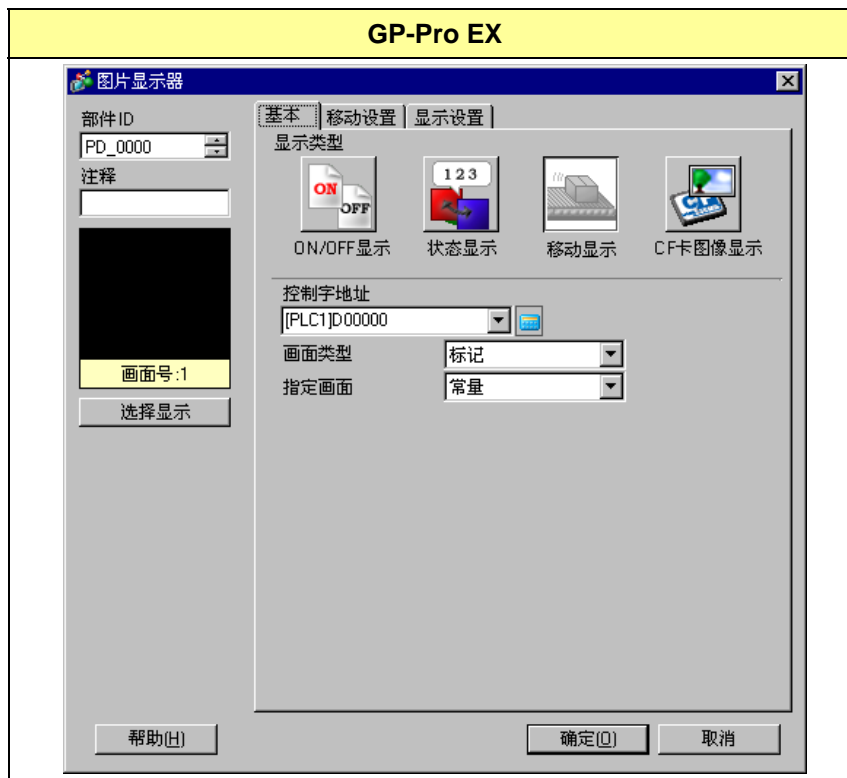 GP-Pro EX
图片显示器
部件ID
PD_0000
注释
画面号:1
选择显示
基本 移动设置 显示设置
显示类型
ON OFF
123
CF
ON/OFF显示 状态显示 移动显示 CF卡图像显示
控制字地址
[PLC1]D00000
画面类型 标记
指定画面 常量
帮助(H) 确定(O) 取消